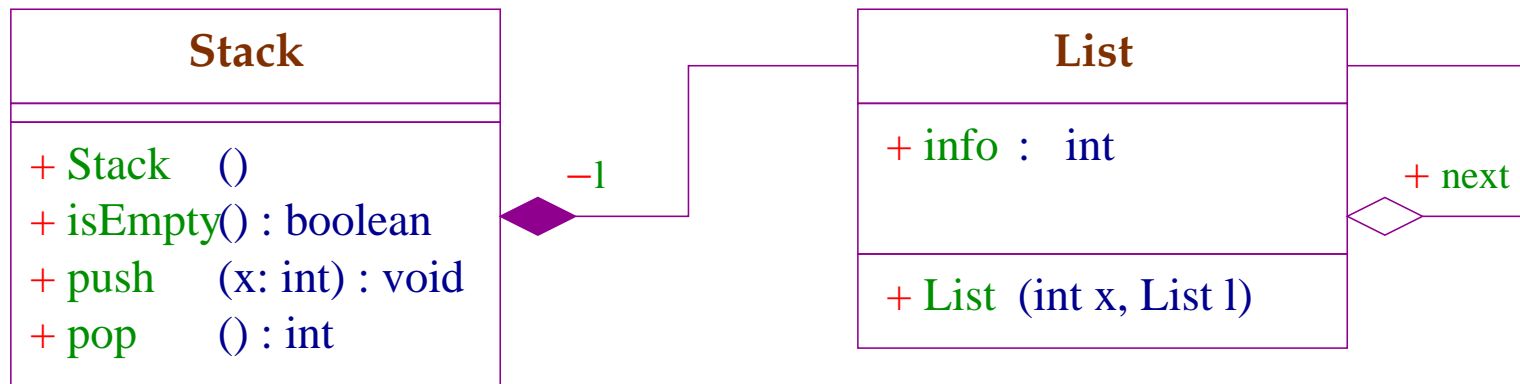 Stack
+ Stack ()
+ isEmpty() : boolean
+ push (x: int) : void
+ pop () : int
–l
List
+ info : int
+ List (int x, List l)
+ next